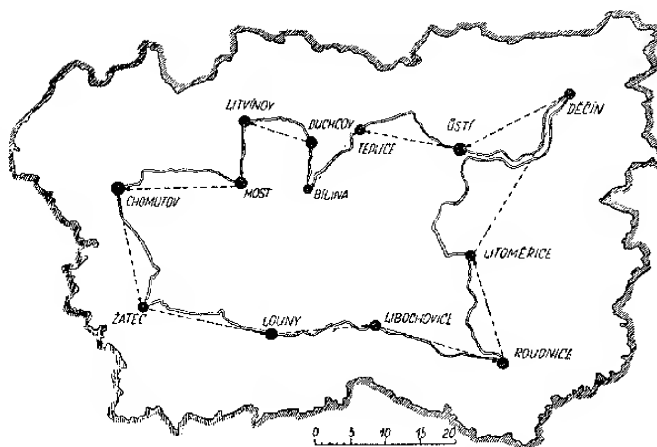 LITVÍNOV
DUCHCOV
TEPLICE
ÚSTÍ
DĚČÍN
CHOMUTOV
MOST
BÍLINA
LITOMĚŘICE
ŽATEC
LOUNY
LIBOCHOVICE
ROUDNICE
0 5 10 15 20